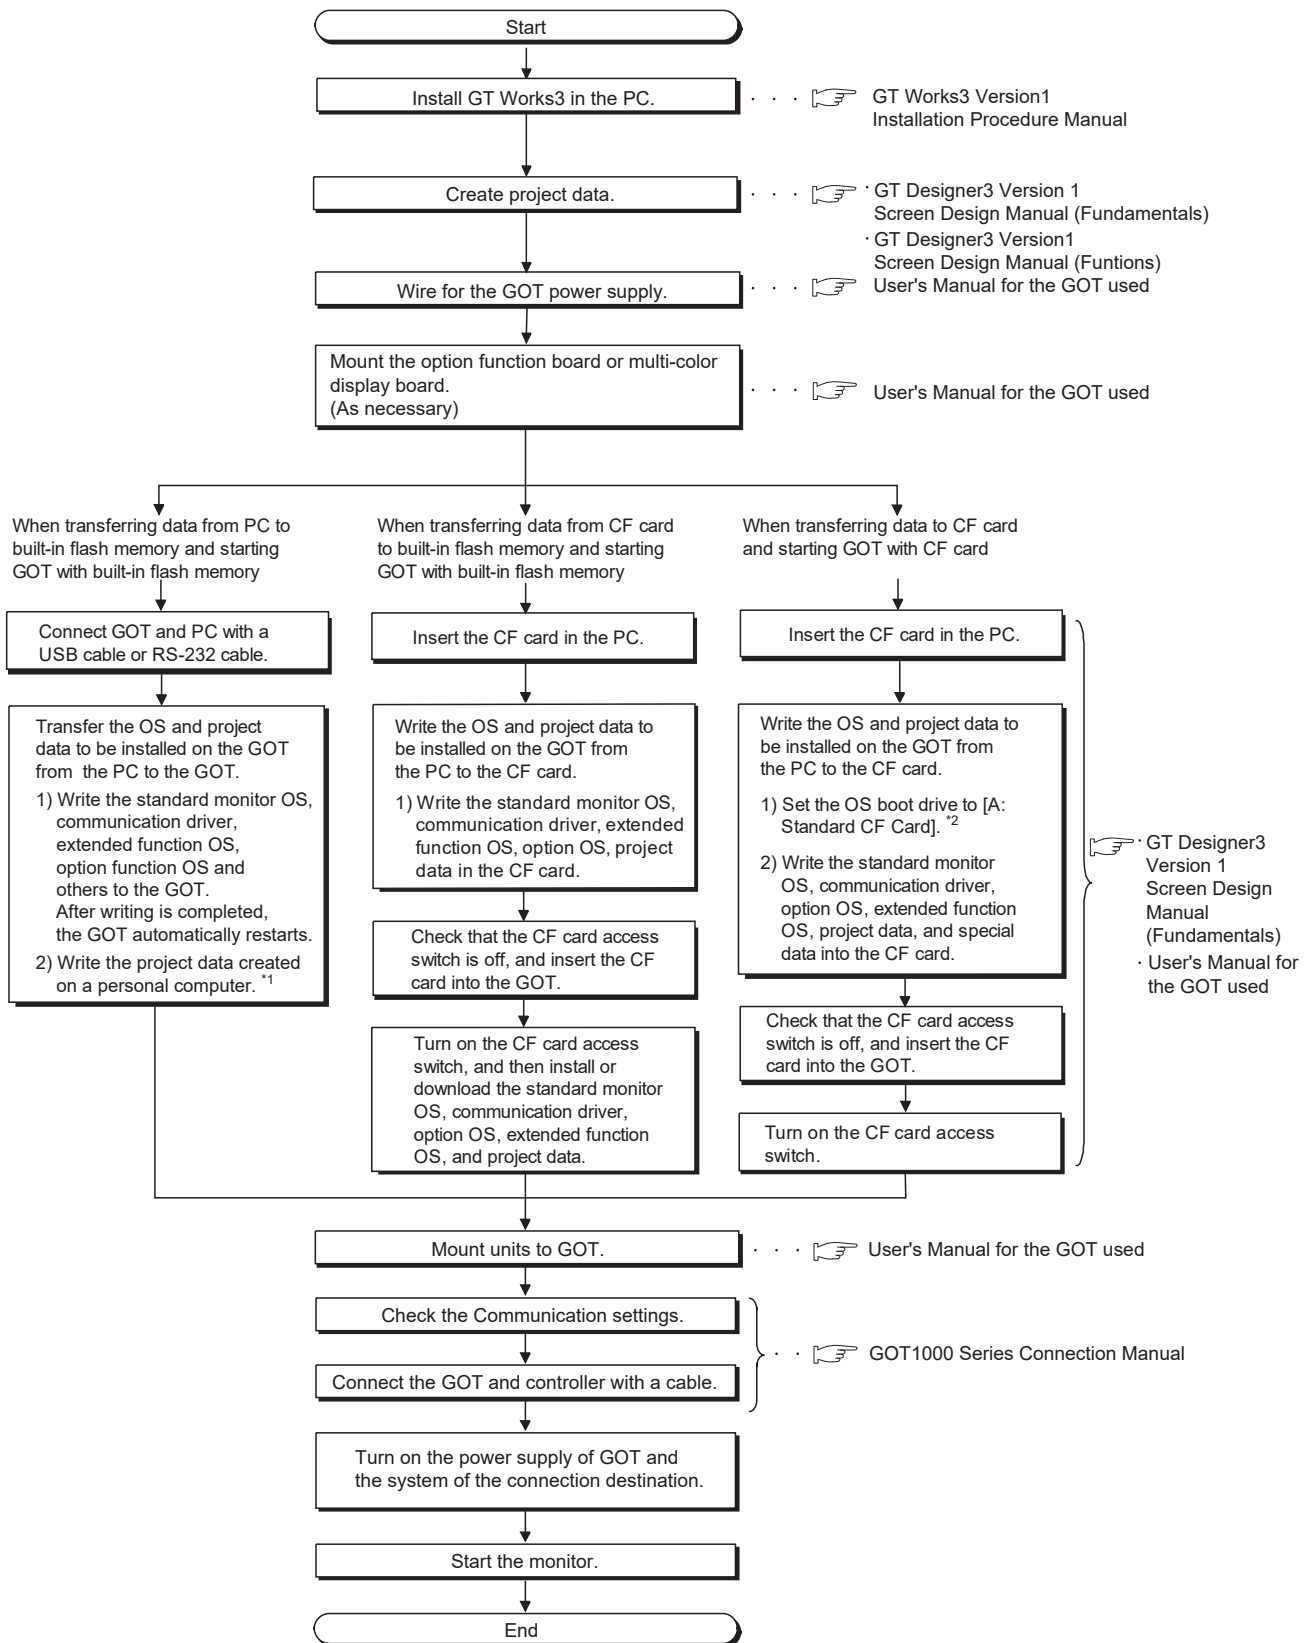 Start
Install GT Works3 in the PC.
GT Works3 Version1
Installation Procedure Manual
Create project data.
· GT Designer3 Version 1
Screen Design Manual (Fundamentals)
· GT Designer3 Version1
Screen Design Manual (Funtions)
Wire for the GOT power supply.
User's Manual for the GOT used
Mount the option function board or multi-color
display board.
(As necessary)
User's Manual for the GOT used
When transferring data from PC to
built-in flash memory and starting
GOT with built-in flash memory
Connect GOT and PC with a
USB cable or RS-232 cable.
Transfer the OS and project
data to be installed on the GOT
from the PC to the GOT.
1) Write the standard monitor OS,
communication driver,
extended function OS,
option function OS and
others to the GOT.
After writing is completed,
the GOT automatically restarts.
2) Write the project data created
on a personal computer. *1
When transferring data from CF card
to built-in flash memory and starting
GOT with built-in flash memory
Insert the CF card in the PC.
Write the OS and project data to
be installed on the GOT from
the PC to the CF card.
1) Write the standard monitor OS,
communication driver, extended
function OS, option OS, project
data in the CF card.
Check that the CF card access
switch is off, and insert the CF
card into the GOT.
Turn on the CF card access
switch, and then install or
download the standard monitor
OS, communication driver,
option OS, extended function
OS, and project data.
When transferring data to CF card
and starting GOT with CF card
Insert the CF card in the PC.
Write the OS and project data to
be installed on the GOT from
the PC to the CF card.
1) Set the OS boot drive to [A:
Standard CF Card]. *2
2) Write the standard monitor
OS, communication driver,
option OS, extended function
OS, project data, and special
data into the CF card.
Check that the CF card access
switch is off, and insert the CF
card into the GOT.
Turn on the CF card access
switch.
· GT Designer3
Version 1
Screen Design
Manual
(Fundamentals)
· User's Manual for
the GOT used
Mount units to GOT.
User's Manual for the GOT used
Check the Communication settings.
Connect the GOT and controller with a cable.
GOT1000 Series Connection Manual
Turn on the power supply of GOT and
the system of the connection destination.
Start the monitor.
End